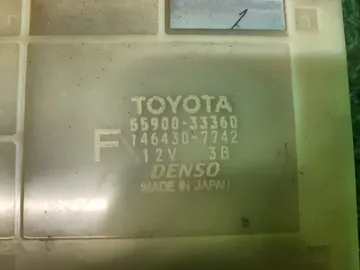 1
TOYOTA
55900-33360
F
146430-7742
12V 3B
DENSO
MADE IN JAPAN